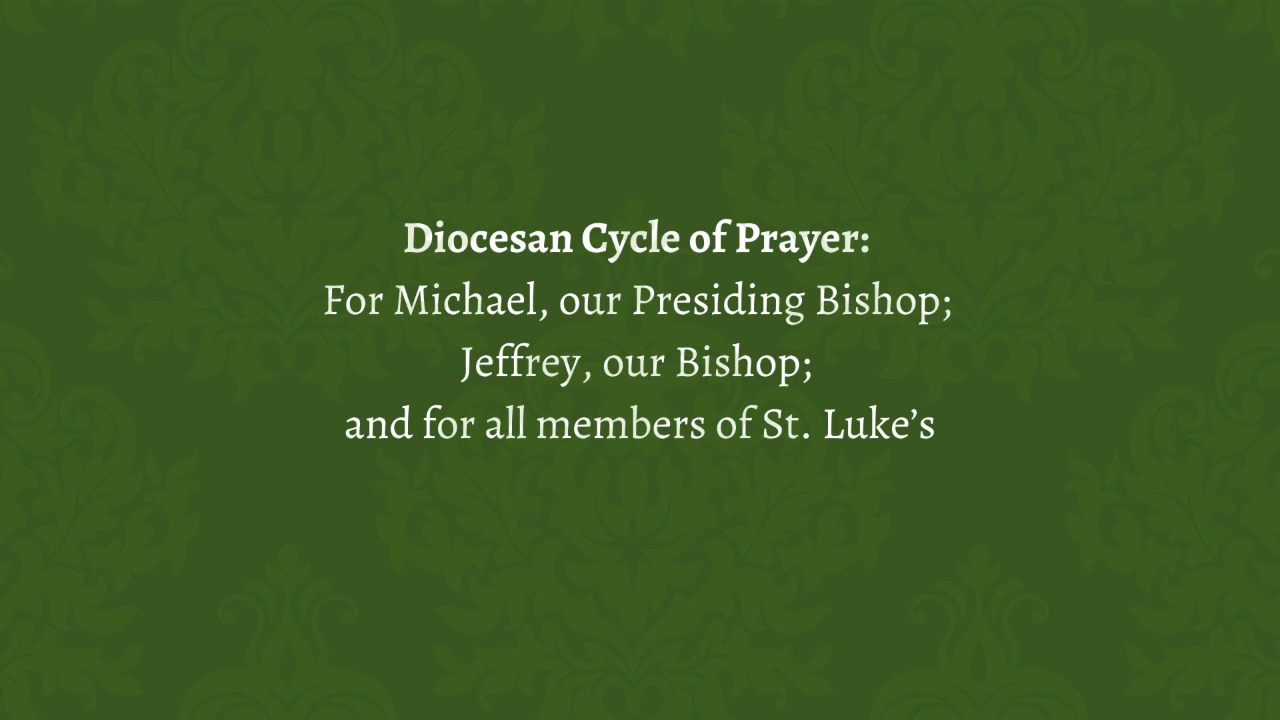 Diocesan Cycle of Prayer:
For Michael, our Presiding Bishop;
Jeffrey, our Bishop;
and for all members of St. Luke’s